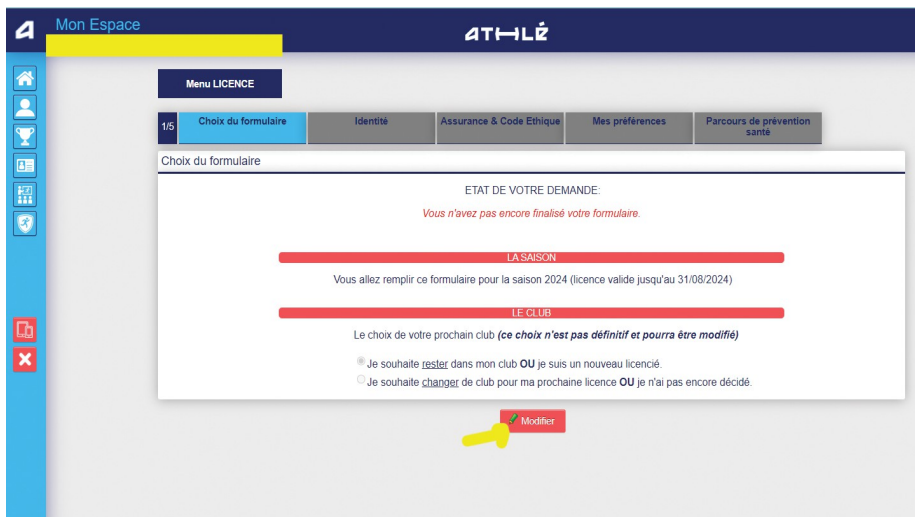 Mon Espace
ATHLÉ
Menu LICENCE
1/5
Choix du formulaire
Identité
Assurance & Code Ethique
Mes préférences
Parcours de prévention
santé
Choix du formulaire
ETAT DE VOTRE DEMANDE:
Vous n'avez pas encore finalisé votre formulaire.
LA SAISON
Vous allez remplir ce formulaire pour la saison 2024 (licence valide jusqu'au 31/08/2024)
LE CLUB
Le choix de votre prochain club (ce choix n'est pas définitif et pourra être modifié)
Je souhaite rester dans mon club OU je suis un nouveau licencié.
Je souhaite changer de club pour ma prochaine licence OU je n'ai pas encore décidé.
Modifier